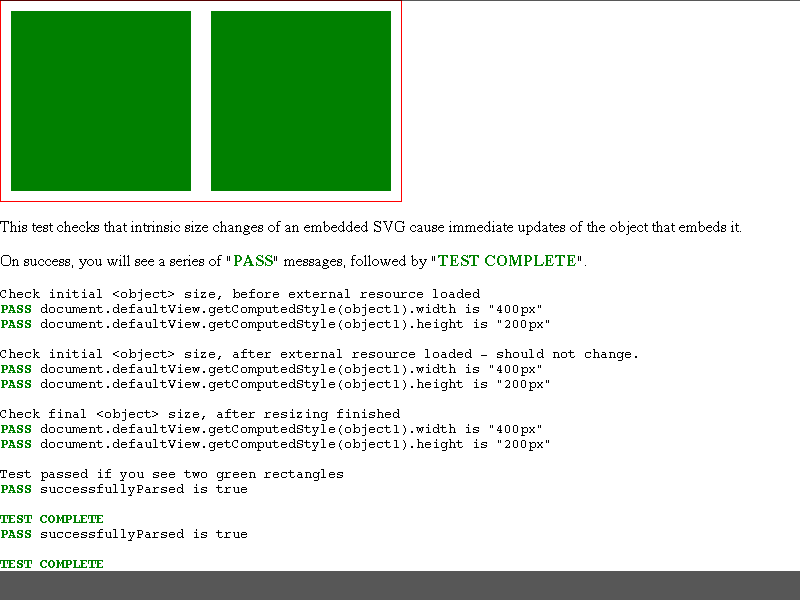 This test checks that intrinsic size changes of an embedded SVG cause immediate updates of the object that embeds it.
On success, you will see a series of "PASS" messages, followed by "TEST COMPLETE".
Check initial <object> size, before external resource loaded
PASS document.defaultView.getComputedStyle(object1).width is "400px"
PASS document.defaultView.getComputedStyle(object1).height is "200px"
Check initial <object> size, after external resource loaded - should not change.
PASS document.defaultView.getComputedStyle(object1).width is "400px"
PASS document.defaultView.getComputedStyle(object1).height is "200px"
Check final <object> size, after resizing finished
PASS document.defaultView.getComputedStyle(object1).width is "400px"
PASS document.defaultView.getComputedStyle(object1).height is "200px"
Test passed if you see two green rectangles
PASS successfullyParsed is true
TEST COMPLETE
PASS successfullyParsed is true
TEST COMPLETE